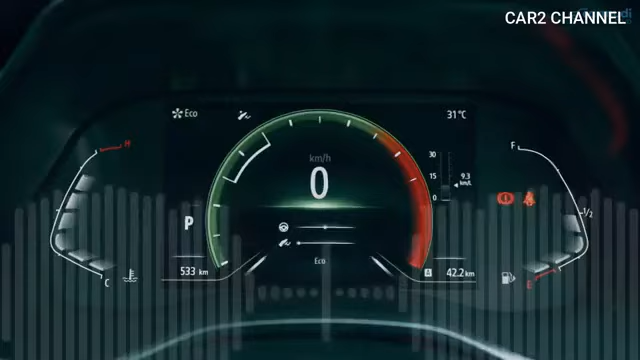 CAR2 CHANNEL
Eco
31°C
H
F
km/h
0
30
15
0
9.3
km/L
P
1/2
Eco
533 km
A 42.2 km
C
E